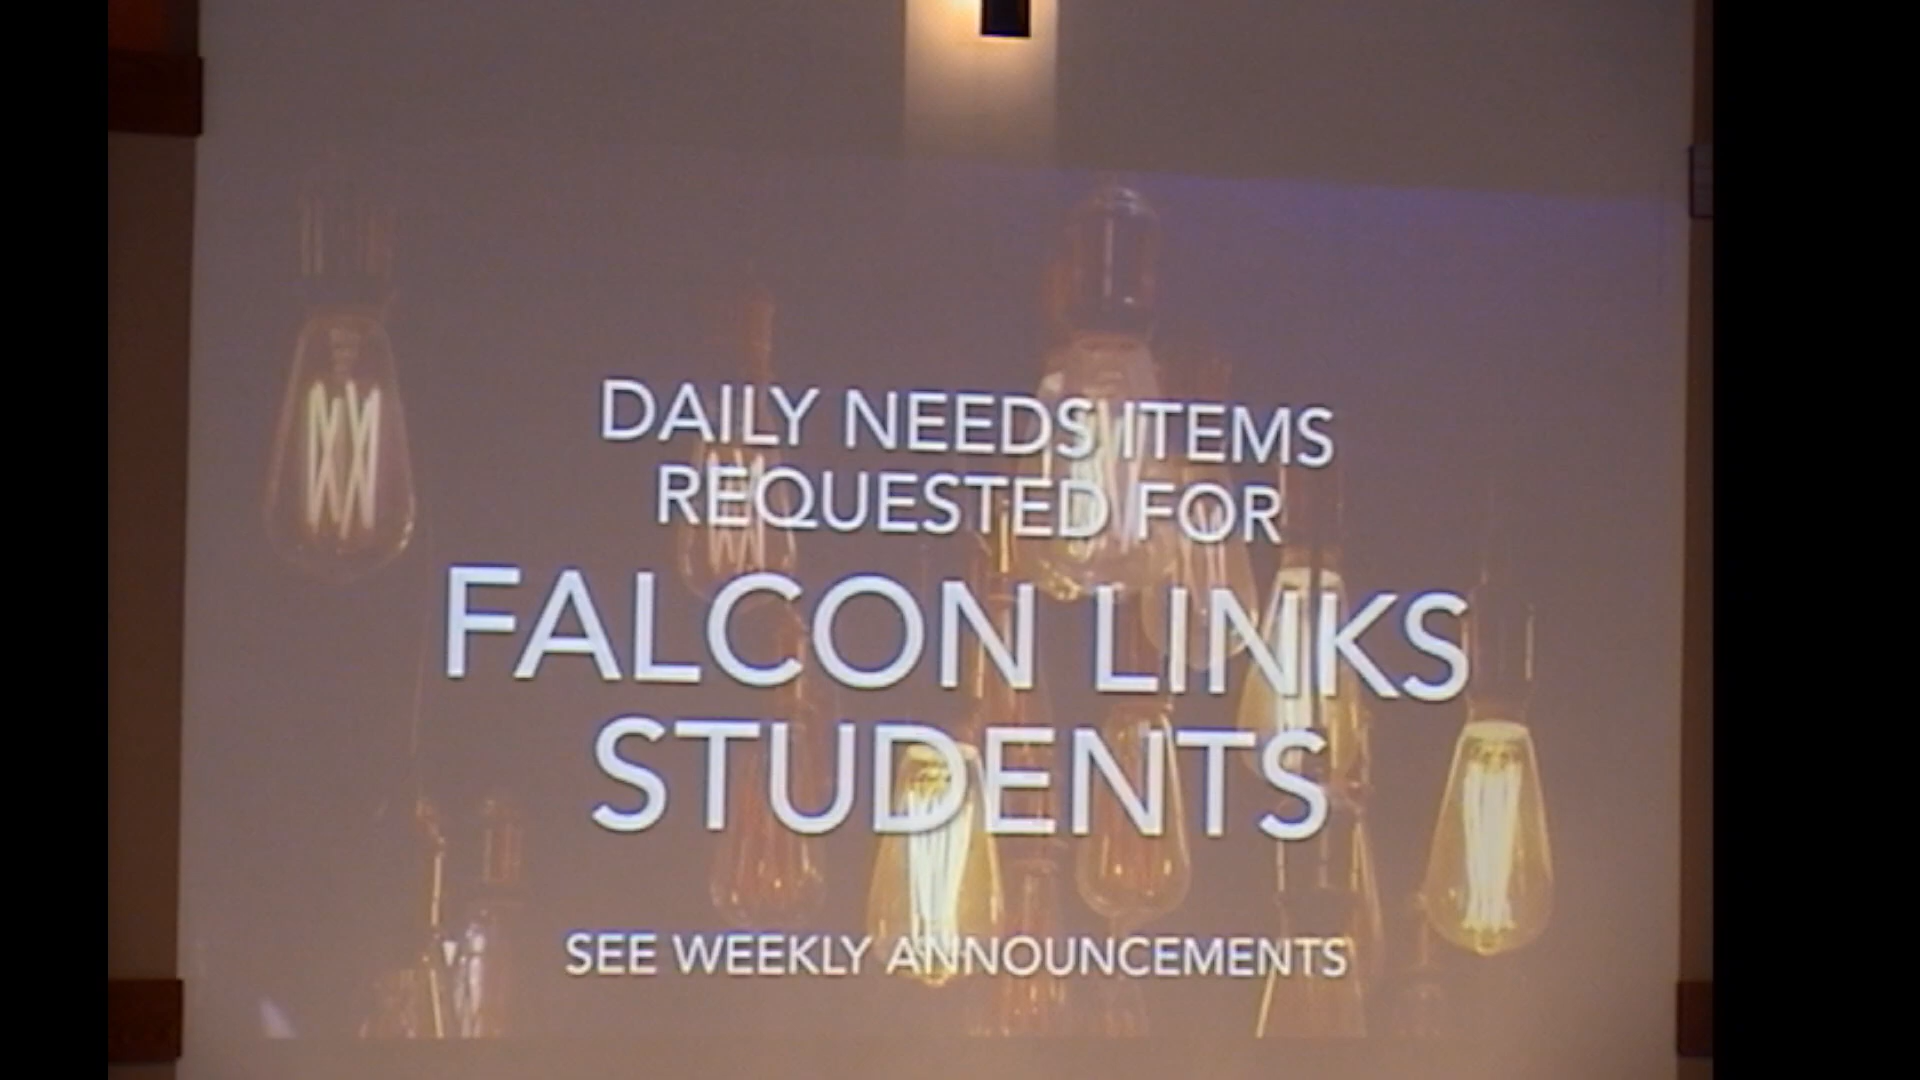 DAILY NEEDS ITEMS
REQUESTED FOR
FALCON LINKS
STUDENTS
SEE WEEKLY ANNOUNCEMENTS